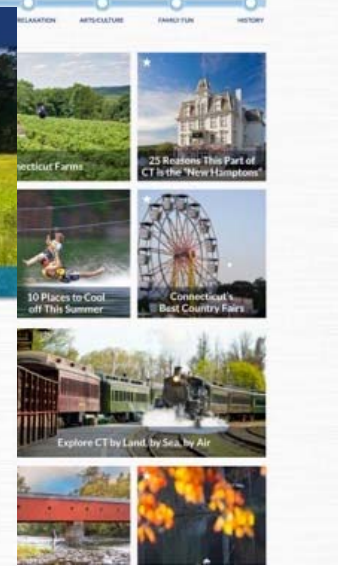 RELAXATION ARTS/CULTURE FAMILY FUN HISTORY
necticut Farms
25 Reasons This Part of
CT is the "New Hamptons"
10 Places to Cool
off This Summer
Connecticut's
Best Country Fairs
Explore CT by Land, by Sea, by Air